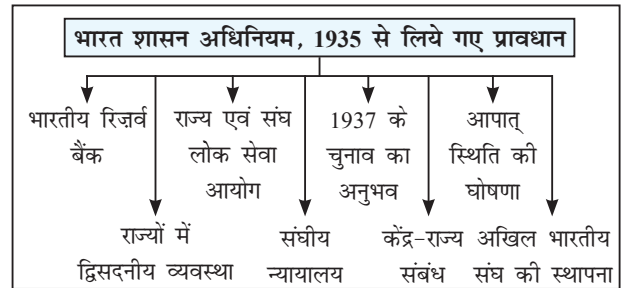 भारत शासन अधिनियम, 1935 से लिये गए प्रावधान
भारतीय रिज़र्व
बैंक
राज्य एवं संघ
लोक सेवा
आयोग
1937 के
चुनाव का
अनुभव
आपात्
स्थिति की
घोषणा
राज्यों में
द्विसदनीय व्यवस्था
संघीय
न्यायालय
केंद्र-राज्य
संबंध
अखिल भारतीय
संघ की स्थापना